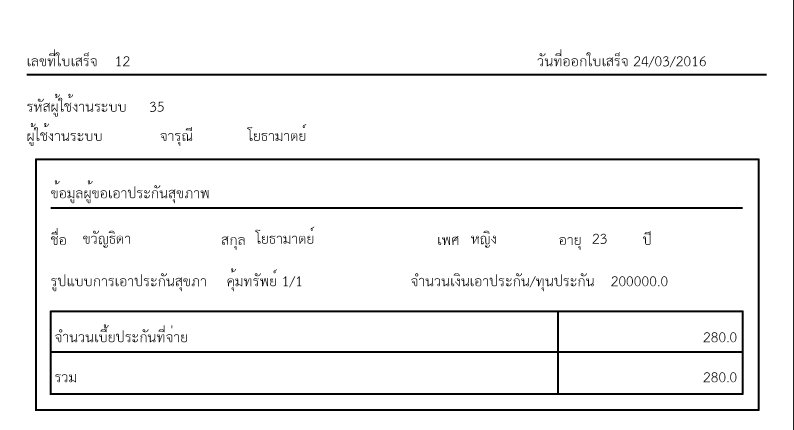 เลขที่ใบเสร็จ 12 วันที่ออกใบเสร็จ 24/03/2016
รหัสผู้ใช้งานระบบ 35
ผู้ใช้งานระบบ จารุณี โยธามาตย์
ข้อมูลผู้ขอเอาประกันสุขภาพ
ชื่อ ขวัญธิดา สกุล โยธามาตย์ เพศ หญิง อายุ 23 ปี
รูปแบบการเอาประกันสุขภา คุ้มทรัพย์ 1/1 จำนวนเงินเอาประกัน/ทุนประกัน 200000.0
จำนวนเบี้ยประกันที่จ่าย 280.0
รวม 280.0